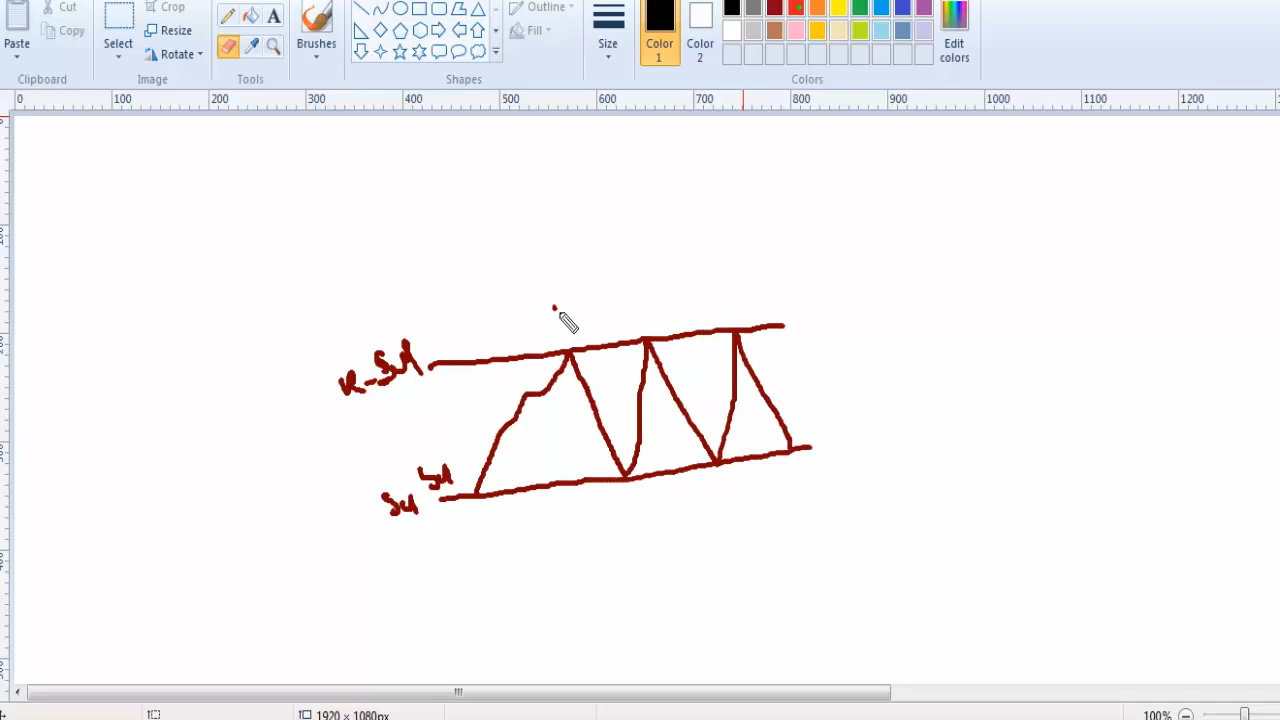 Paste
Cut
Copy
Clipboard
Select
Crop
Resize
Rotate
Image
A
Tools
Brushes
Outline
Fill
Shapes
Size
Color 1
Color 2
Edit colors
Colors
0 100 200 300 400 500 600 700 800 900 1000 1100 1200
1920 × 1080px
100%